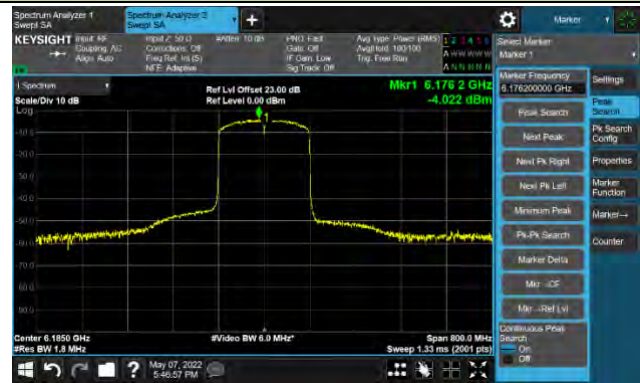 Spectrum Analyzer 1
Swept SA
Spectrum Analyzer 3
Swept SA
+
Marker
KEYSIGHT
Input: RF
Coupling: AC
Align: Auto
Input Z: 50 Ω
Corrections: Off
Freq Ref: Int (S)
NFE: Adaptive
#Atten: 10 dB
PNO: Fast
Gate: Off
IF Gain: Low
Sig Track: Off
Avg Type: Power (RMS)
Avg|Hold: 100/100
Trig: Free Run
Select Marker
Marker 1
1 Spectrum
Scale/Div 10 dB
Log
Ref Lvl Offset 23.00 dB
Ref Level 0.00 dBm
Mkr1 6.176 2 GHz
-4.022 dBm
1
-10.0
Marker Frequency
6.176200000 GHz
Peak Search
Next Peak
Next Pk Right
Next Pk Left
Minimum Peak
Pk-Pk Search
Marker Delta
Mkr→CF
Mkr→Ref Lvl
Continuous Peak
Search
On
Off
Settings
Peak
Search
Pk Search
Config
Properties
Marker
Function
Marker→
Counter
Center 6.1850 GHz
#Res BW 1.8 MHz
#Video BW 6.0 MHz*
Span 800.0 MHz
Sweep 1.33 ms (2001 pts)
?
May 07, 2022
5:46:57 PM